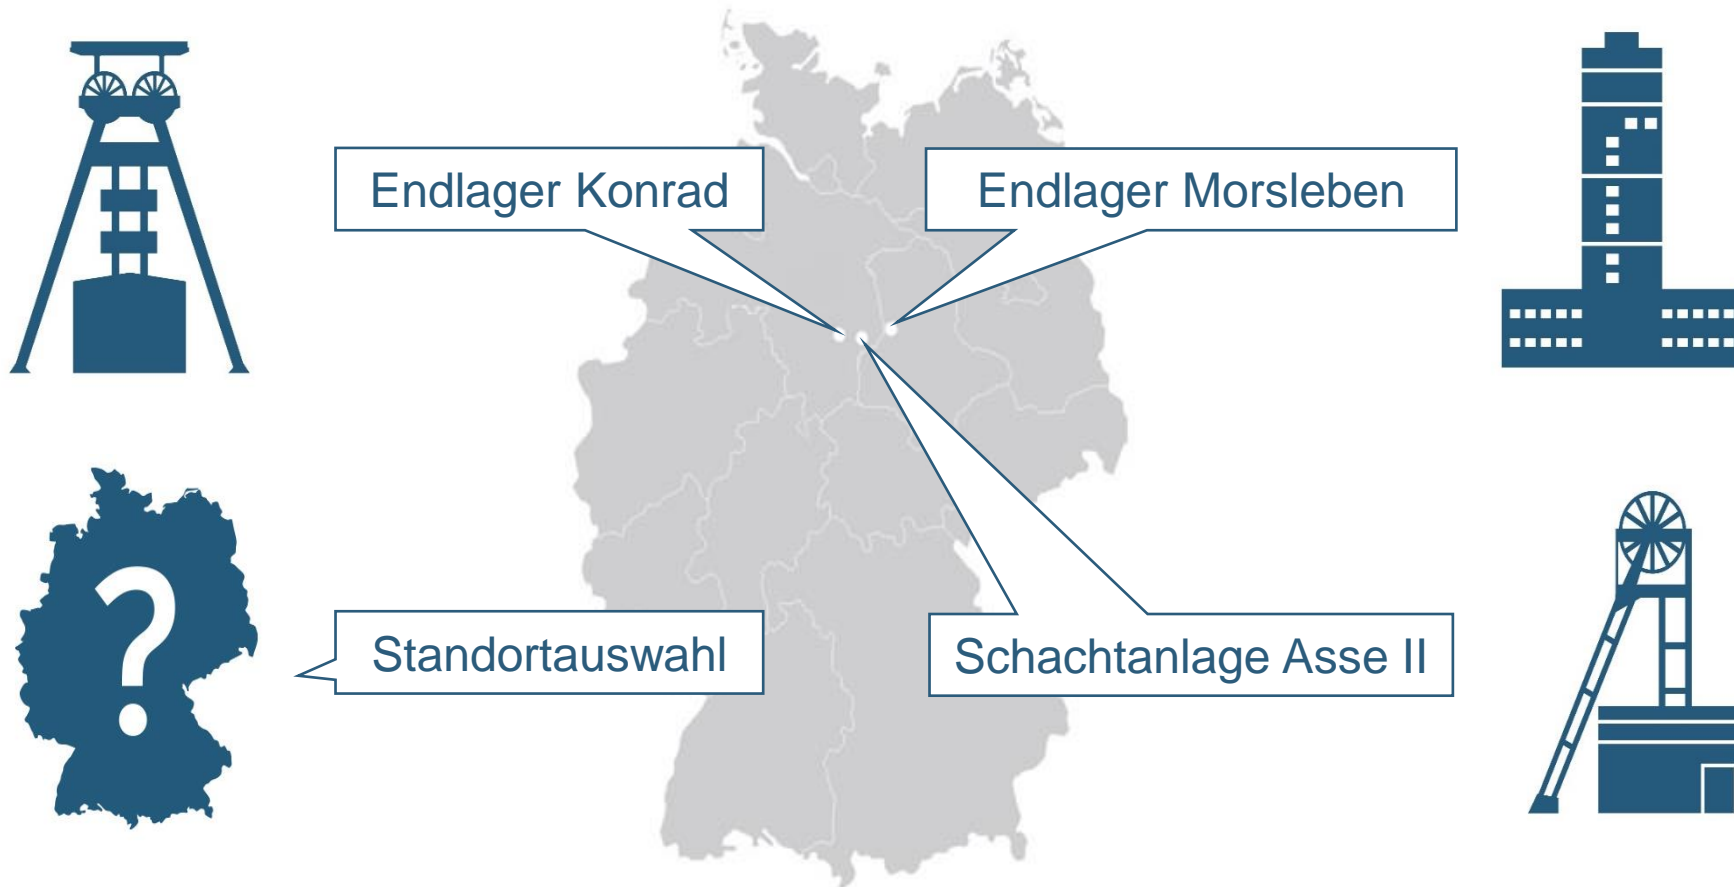 Endlager Konrad
Endlager Morsleben
Standortauswahl
Schachtanlage Asse II
?